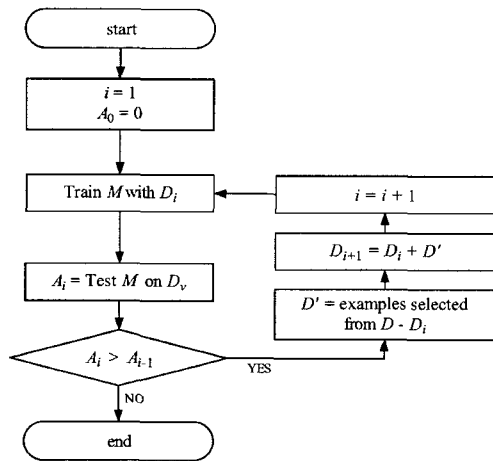 start
i = 1
A₀ = 0
Train M with Dᵢ
i = i + 1
Dᵢ₊₁ = Dᵢ + D'
Aᵢ = Test M on Dᵥ
D' = examples selected
from D - Dᵢ
Aᵢ > Aᵢ₋₁
YES
NO
end